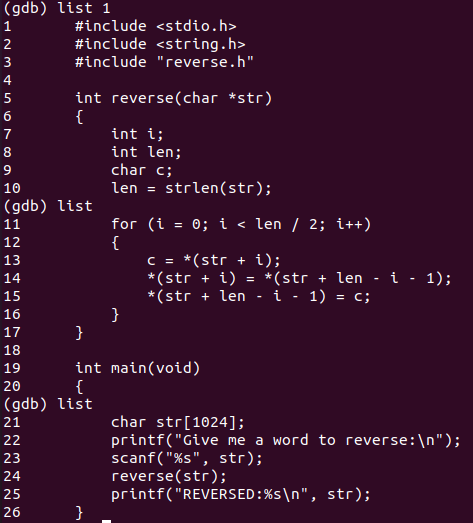 (gdb) list 1
1       #include <stdio.h>
2       #include <string.h>
3       #include "reverse.h"
4
5       int reverse(char *str)
6       {
7           int i;
8           int len;
9           char c;
10          len = strlen(str);
(gdb) list
11          for (i = 0; i < len / 2; i++)
12          {
13              c = *(str + i);
14              *(str + i) = *(str + len - i - 1);
15              *(str + len - i - 1) = c;
16          }
17      }
18
19      int main(void)
20      {
(gdb) list
21          char str[1024];
22          printf("Give me a word to reverse:\n");
23          scanf("%s", str);
24          reverse(str);
25          printf("REVERSED:%s\n", str);
26      }